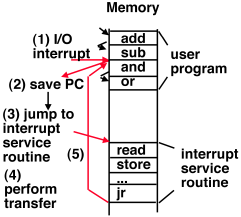 Memory
(1) I/O
interrupt
add
sub
and
or
user
program
(2) save PC
(3) jump to
interrupt
service
routine
(4)
perform
transfer
(5)
read
store
...
jr
interrupt
service
routine